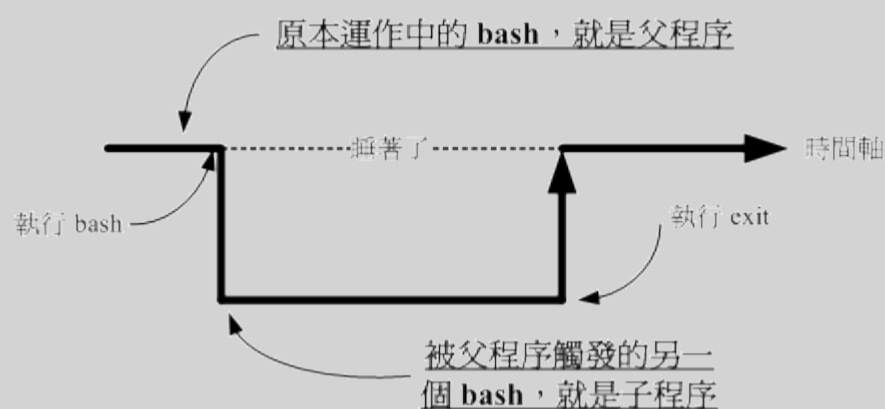 原本運作中的 bash，就是父程序
睡著了
時間軸
執行 bash
執行 exit
被父程序觸發的另一
個 bash，就是子程序